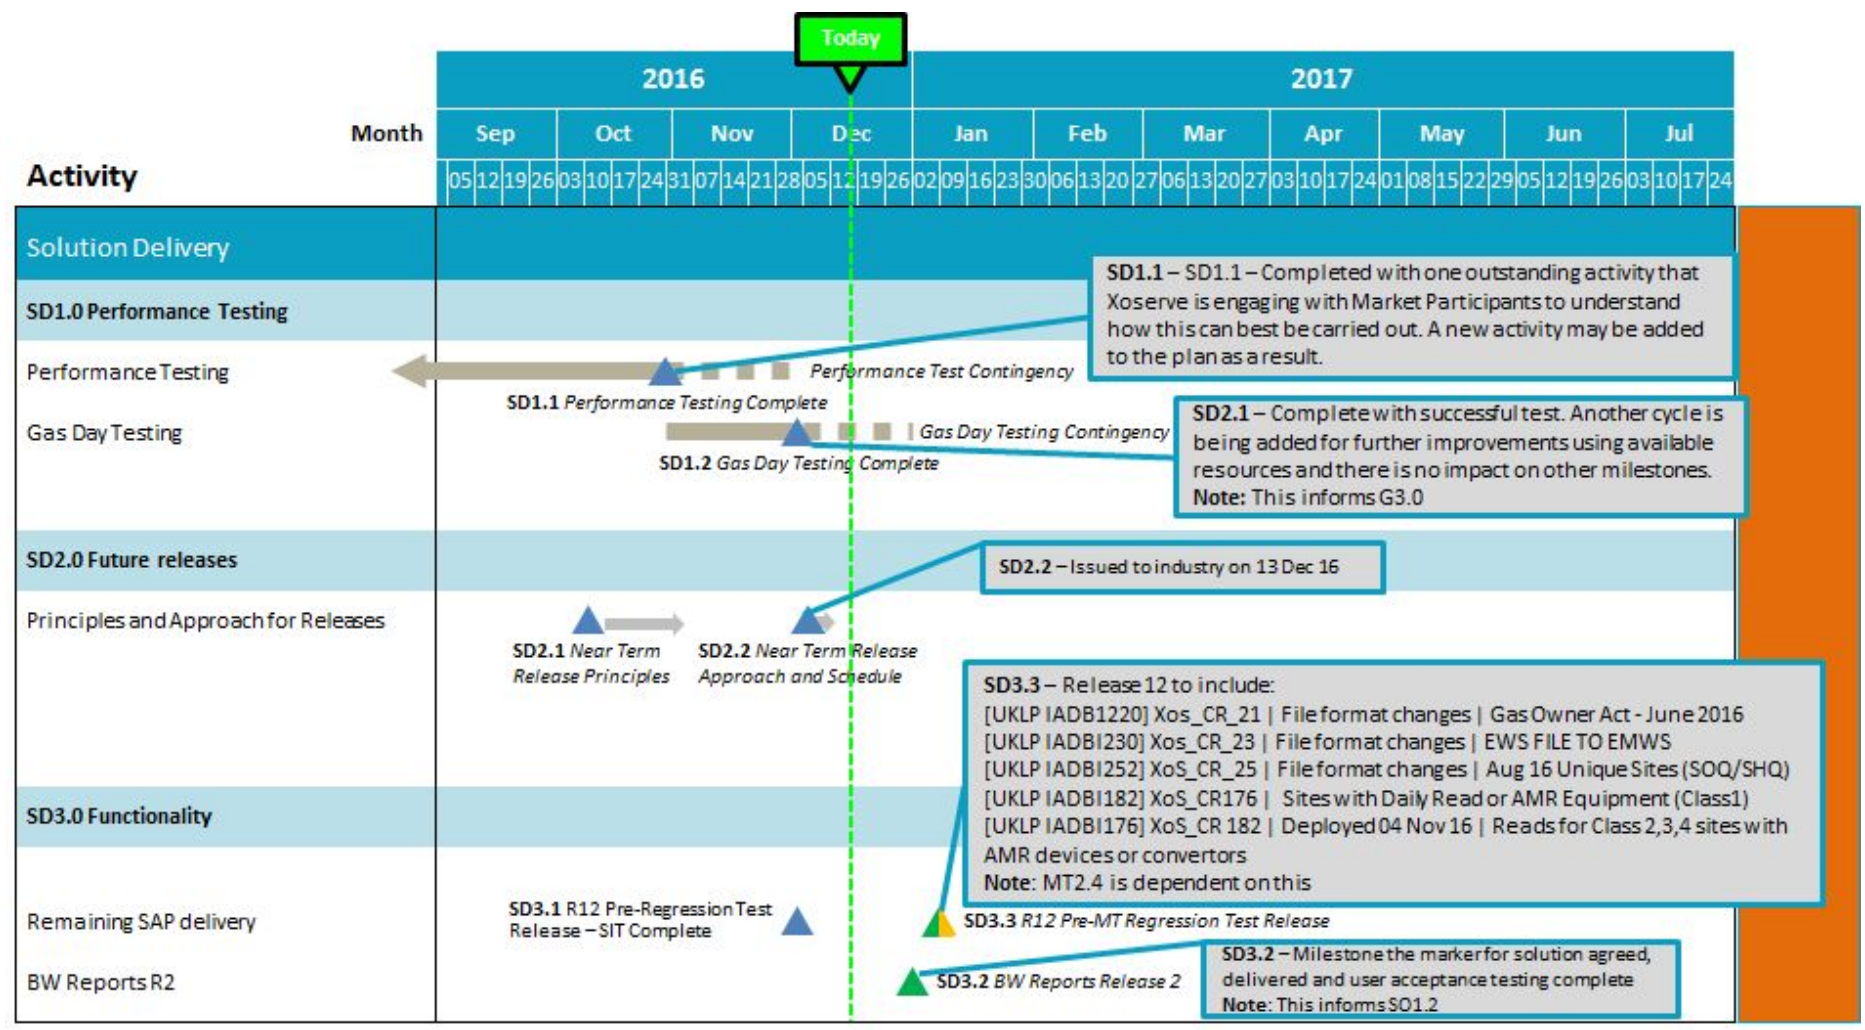 Today
2016 2017
Month Sep Oct Nov Dec Jan Feb Mar Apr May Jun Jul
Activity 05 12 19 26 03 10 17 24 31 07 14 21 28 05 12 19 26 02 09 16 23 30 06 13 20 27 06 13 20 27 03 10 17 24 01 08 15 22 29 05 12 19 26 03 10 17 24
Solution Delivery
SD1.1 – SD1.1 – Completed with one outstanding activity that
Xoserve is engaging with Market Participants to understand
how this can best be carried out. A new activity may be added
to the plan as a result.
SD1.0 Performance Testing
Performance Testing
Performance Test Contingency
SD1.1 Performance Testing Complete
Gas Day Testing
Gas Day Testing Contingency
SD1.2 Gas Day Testing Complete
SD2.1 – Complete with successful test. Another cycle is
being added for further improvements using available
resources and there is no impact on other milestones.
Note: This informs G3.0
SD2.0 Future releases
SD2.2 – Issued to industry on 13 Dec 16
Principles and Approach for Releases
SD2.1 Near Term
Release Principles
SD2.2 Near Term Release
Approach and Schedule
SD3.3 – Release 12 to include:
[UKLP IADB1220] Xos_CR_21 | File format changes | Gas Owner Act - June 2016
[UKLP IADBI230] Xos_CR_23 | File format changes | EWS FILE TO EMWS
[UKLP IADBI252] XoS_CR_25 | File format changes | Aug 16 Unique Sites (SOQ/SHQ)
[UKLP IADBI182] XoS_CR176 | Sites with Daily Read or AMR Equipment (Class1)
[UKLP IADBI176] XoS_CR 182 | Deployed 04 Nov 16 | Reads for Class 2,3,4 sites with
AMR devices or convertors
Note: MT2.4 is dependent on this
SD3.0 Functionality
Remaining SAP delivery
SD3.1 R12 Pre-Regression Test
Release – SIT Complete
SD3.3 R12 Pre-MT Regression Test Release
BW Reports R2
SD3.2 BW Reports Release 2
SD3.2 – Milestone the marker for solution agreed,
delivered and user acceptance testing complete
Note: This informs SO1.2